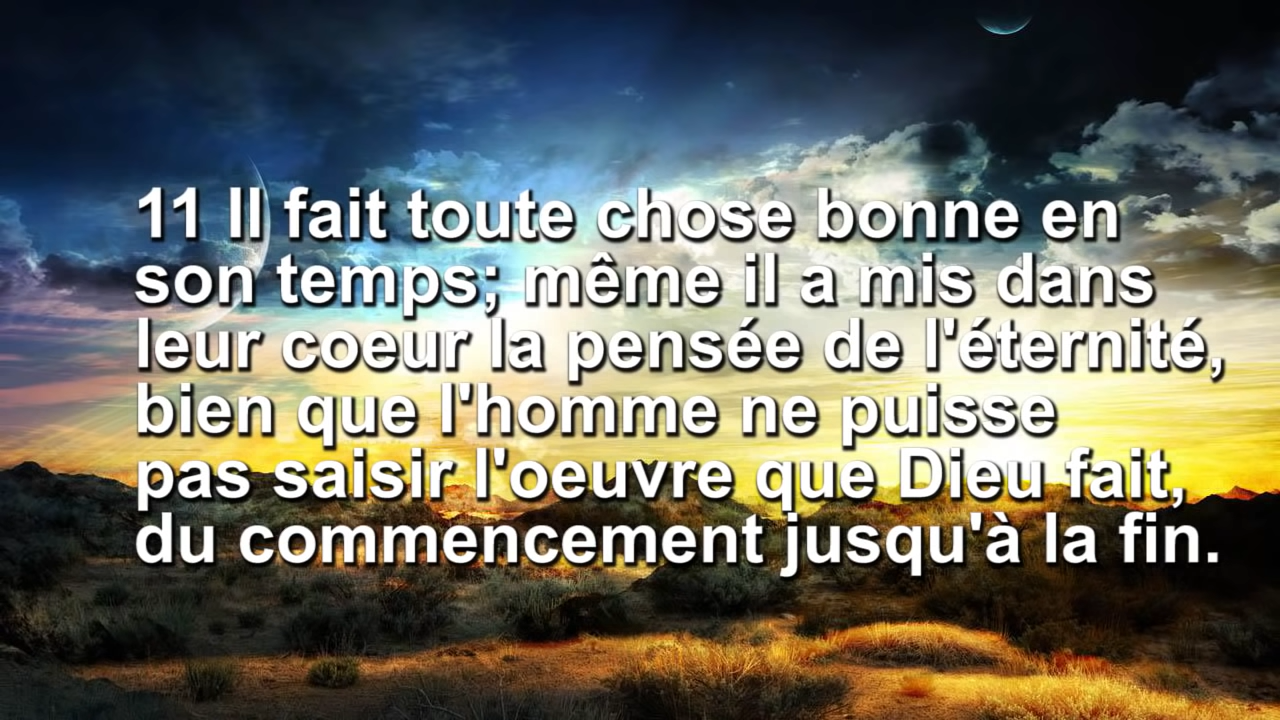 11 Il fait toute chose bonne en
son temps; même il a mis dans
leur coeur la pensée de l'éternité,
bien que l'homme ne puisse
pas saisir l'oeuvre que Dieu fait,
du commencement jusqu'à la fin.